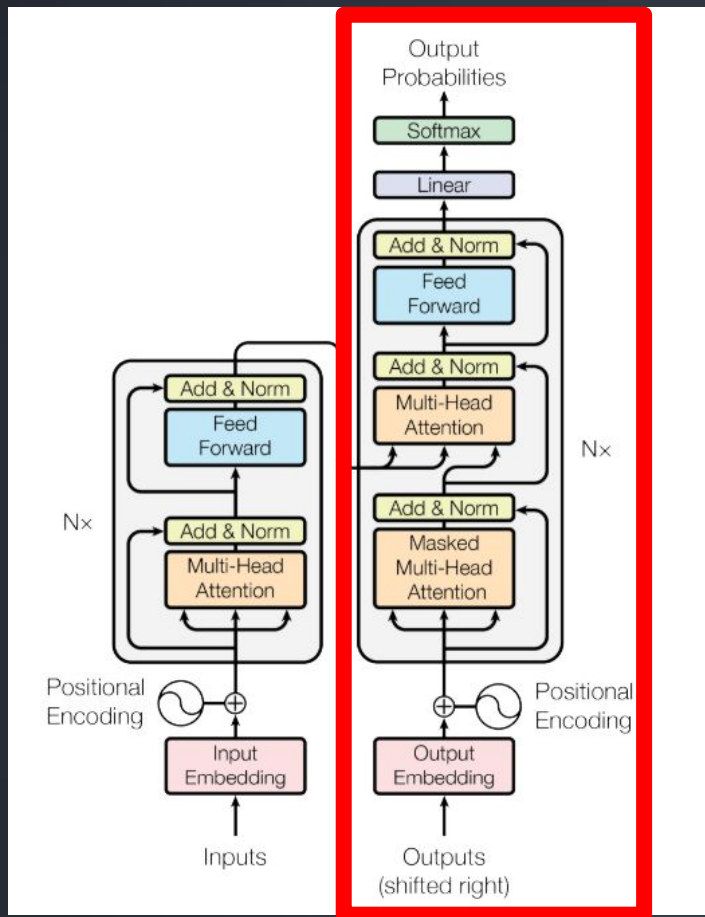 Output
Probabilities
Softmax
Linear
Add & Norm
Feed
Forward
Add & Norm
Multi-Head
Attention
Nx
Add & Norm
Masked
Multi-Head
Attention
Positional
Encoding
Output
Embedding
Outputs
(shifted right)
Add & Norm
Feed
Forward
Nx
Add & Norm
Multi-Head
Attention
Positional
Encoding
Input
Embedding
Inputs